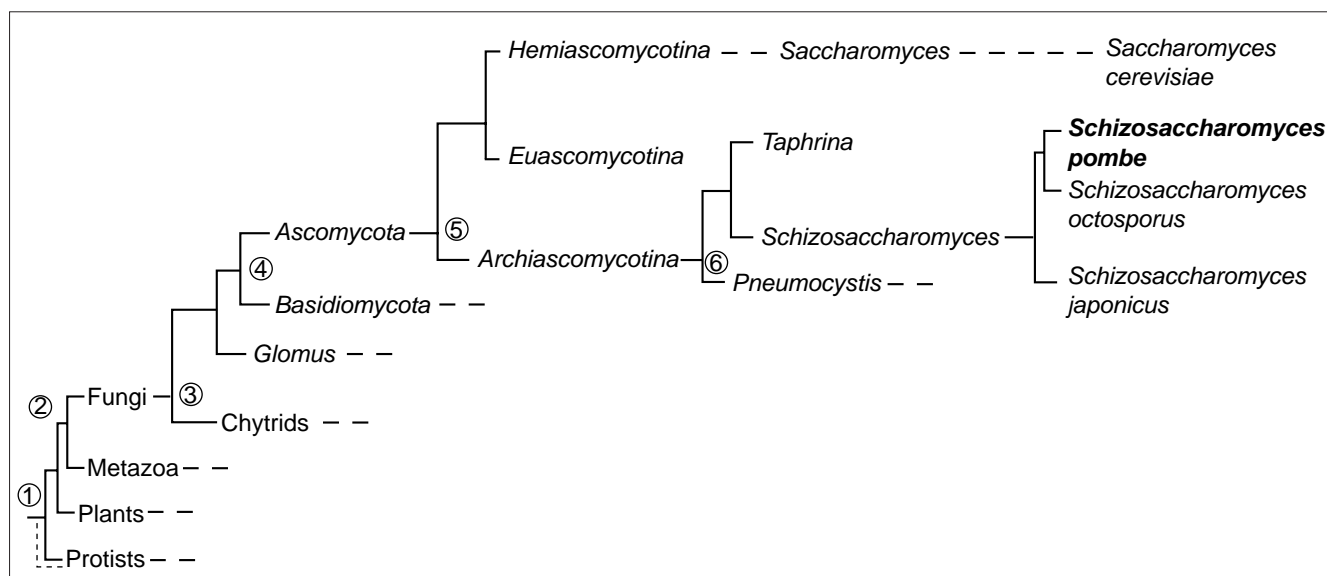 Hemiascomycotina Saccharomyces Saccharomyces
cerevisiae
Schizosaccharomyces
pombe
Taphrina
Euascomycotina
Schizosaccharomyces
octosporus
Ascomycota ⑤ Schizosaccharomyces
Archiascomycotina ⑥
④ Pneumocystis Schizosaccharomyces
japonicus
Basidiomycota
Glomus
② Fungi ③
Chytrids
Metazoa
①
Plants
Protists